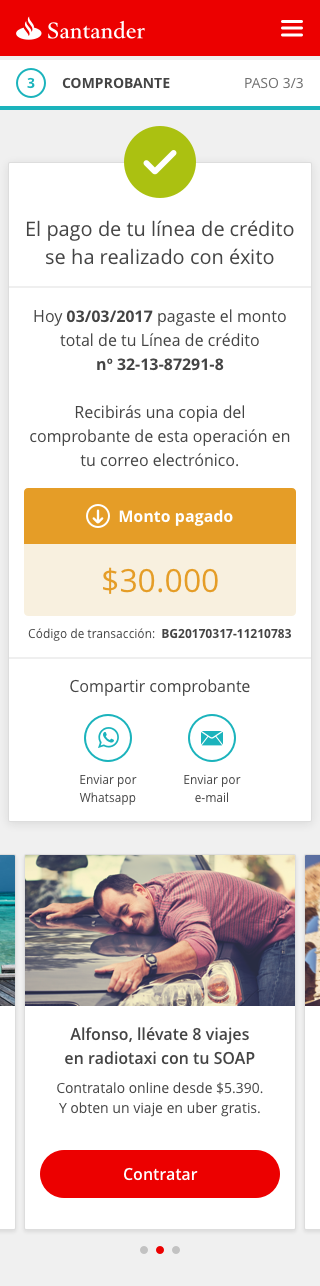 Santander
3 COMPROBANTE PASO 3/3
El pago de tu línea de crédito
se ha realizado con éxito
Hoy 03/03/2017 pagaste el monto
total de tu Línea de crédito
nº 32-13-87291-8
Recibirás una copia del
comprobante de esta operación en
tu correo electrónico.
Monto pagado
$30.000
Código de transacción: BG20170317-11210783
Compartir comprobante
Enviar por
Whatsapp
Enviar por
e-mail
Alfonso, llévate 8 viajes
en radiotaxi con tu SOAP
Contratalo online desde $5.390.
Y obten un viaje en uber gratis.
Contratar